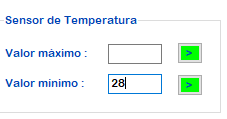 Sensor de Temperatura
Valor máximo : >
Valor minimo : 28 >